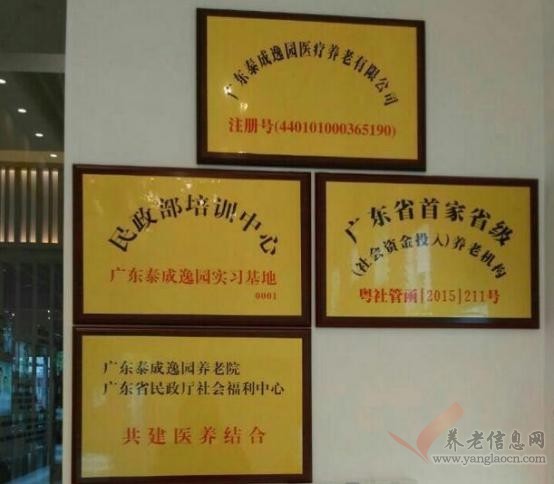 广东泰成逸园医疗养老有限公司
注册号(440101000365190)
民政部培训中心
广东泰成逸园实习基地
0001
广东省首家省级
(社会资金投入)养老机构
粤社管函[2015]211号
广东泰成逸园养老院
广东省民政厅社会福利中心
共建医养结合
养老信息网
www.yanglaocn.com